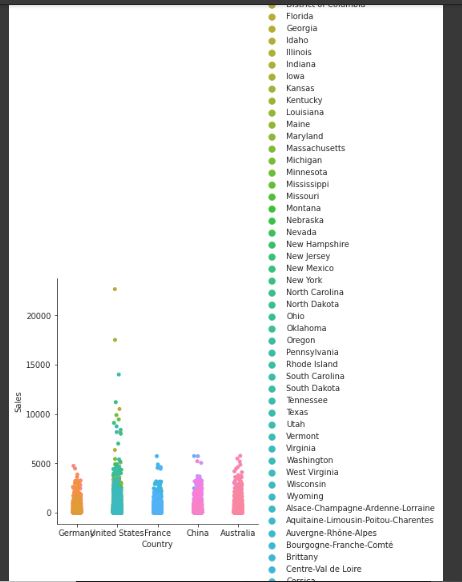 District of Columbia
Florida
Georgia
Idaho
Illinois
Indiana
Iowa
Kansas
Kentucky
Louisiana
Maine
Maryland
Massachusetts
Michigan
Minnesota
Mississippi
Missouri
Montana
Nebraska
Nevada
New Hampshire
New Jersey
New Mexico
New York
North Carolina
North Dakota
Ohio
Oklahoma
Oregon
Pennsylvania
Rhode Island
South Carolina
South Dakota
Tennessee
Texas
Utah
Vermont
Virginia
Washington
West Virginia
Wisconsin
Wyoming
Alsace-Champagne-Ardenne-Lorraine
Aquitaine-Limousin-Poitou-Charentes
Auvergne-Rhône-Alpes
Bourgogne-Franche-Comté
Brittany
Centre-Val de Loire
Corsica
20000
15000
10000
5000
0
Sales
Germany United States France China Australia
Country